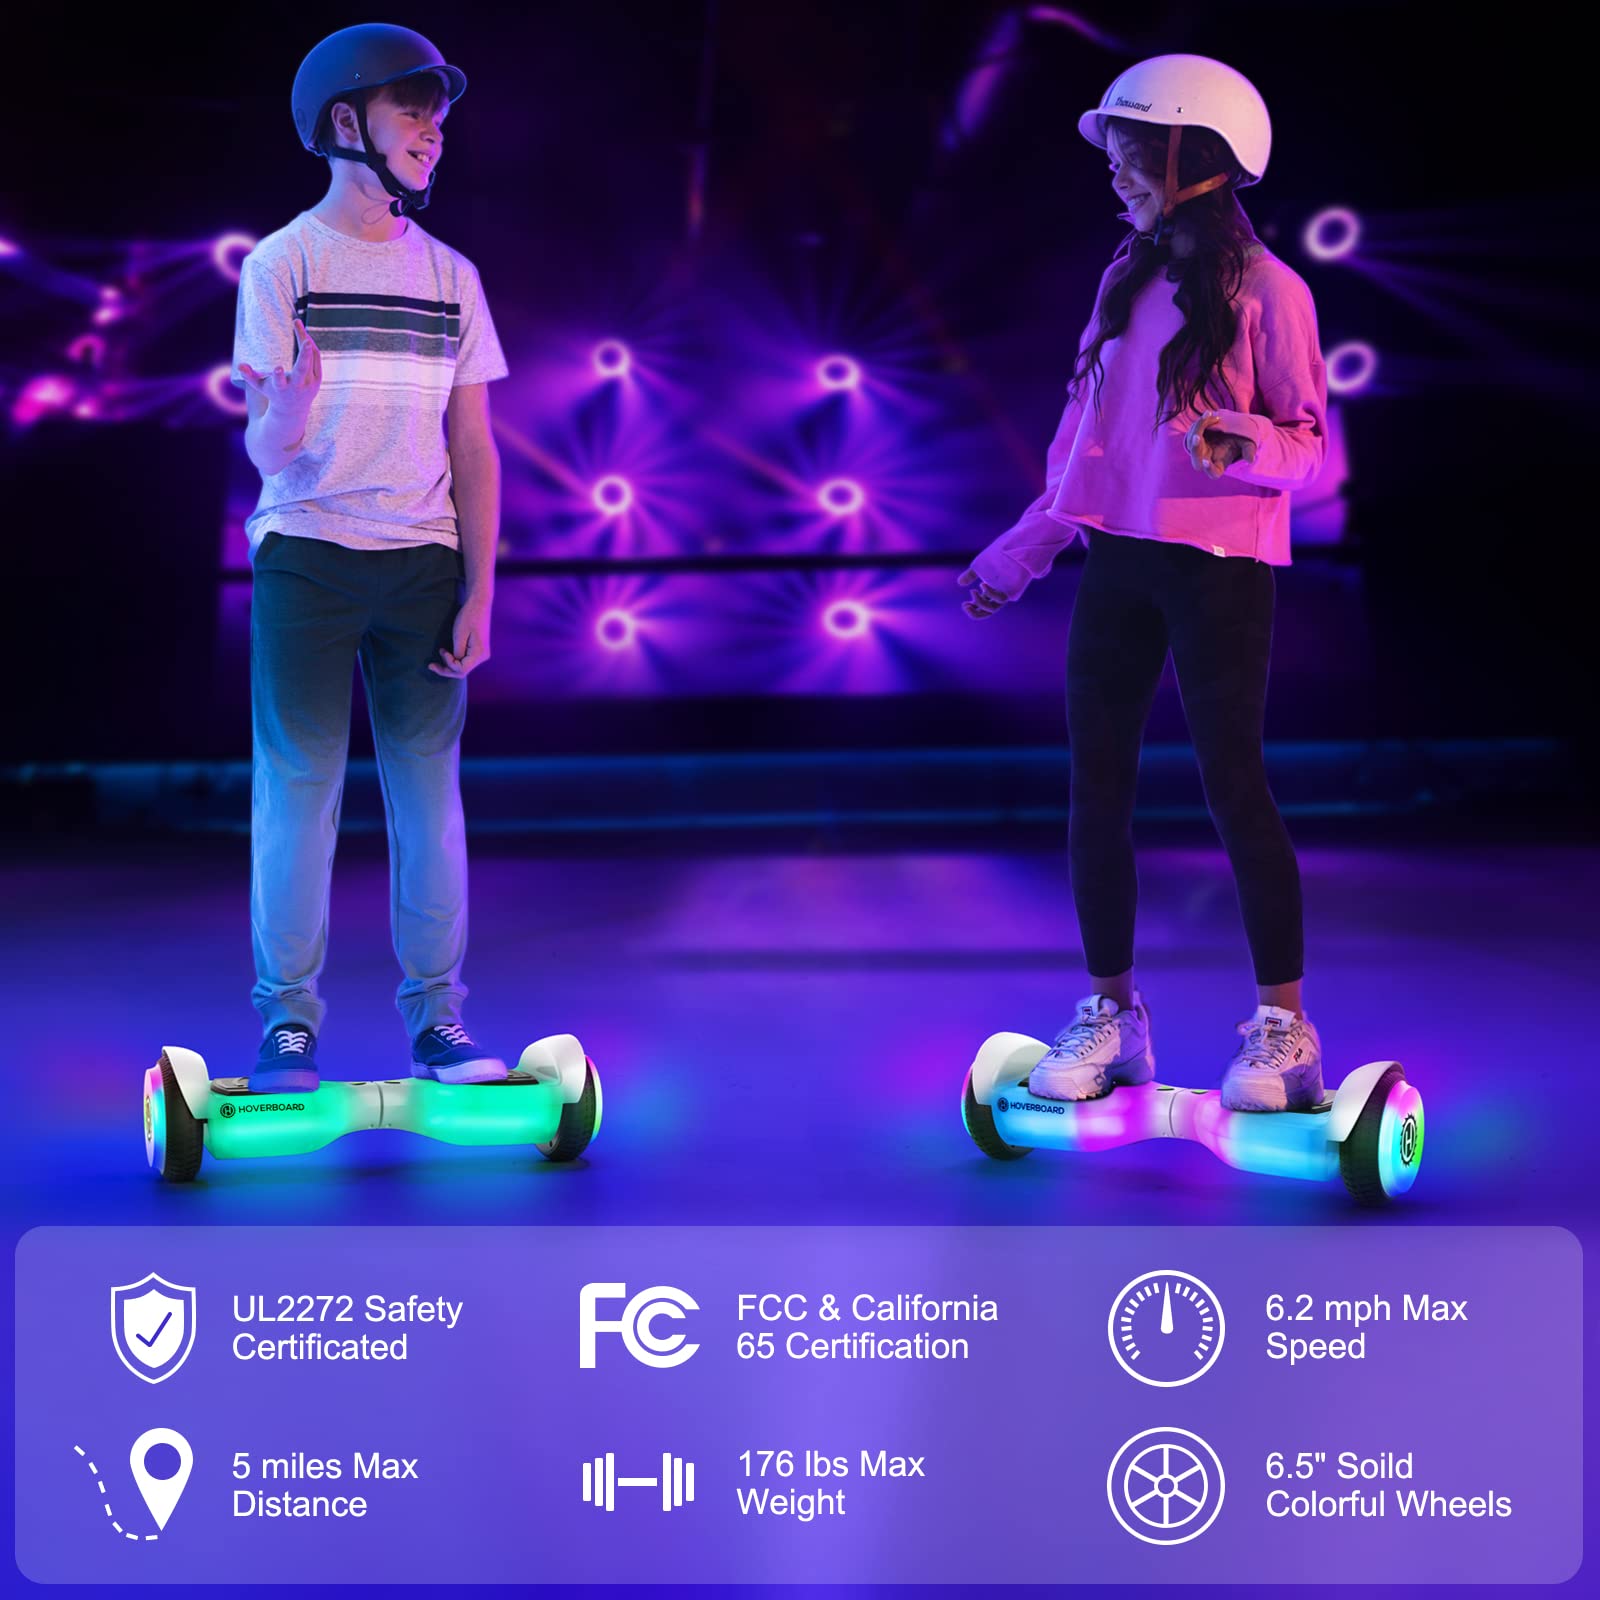 thousand
HOVERBOARD
HOVERBOARD
UL2272 Safety
Certificated
FCC & California
65 Certification
6.2 mph Max
Speed
5 miles Max
Distance
176 lbs Max
Weight
6.5" Soild
Colorful Wheels